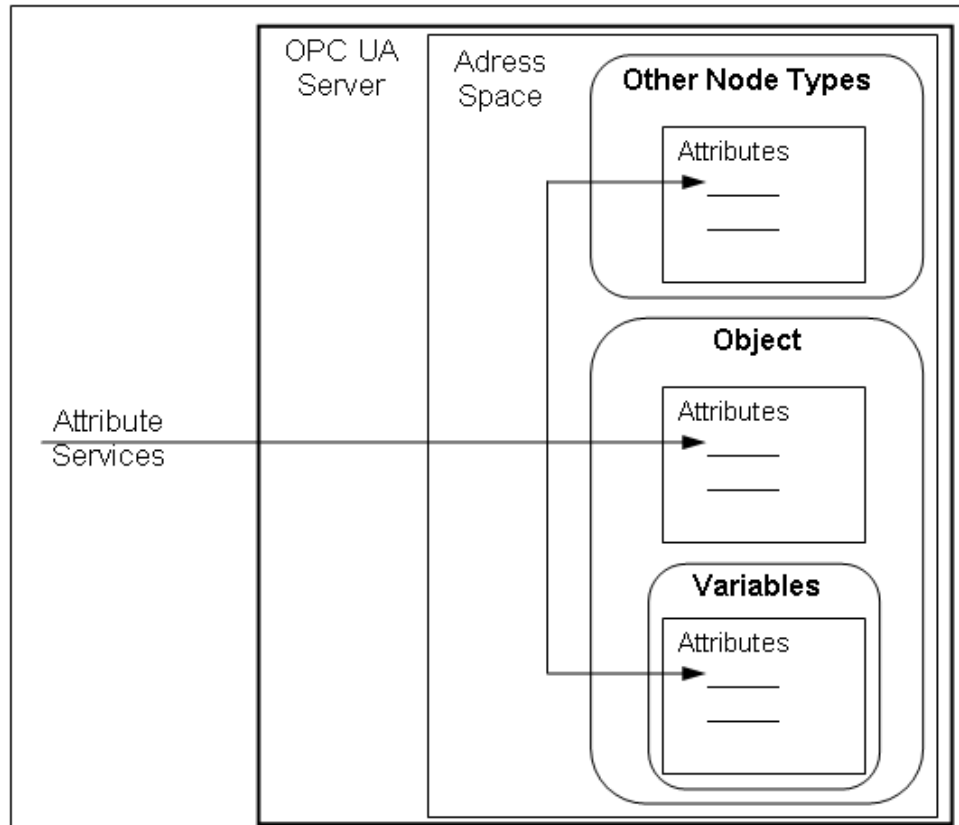 OPC UA
Server
Adress
Space
Other Node Types
Attributes
Object
Attributes
Attribute
Services
Variables
Attributes